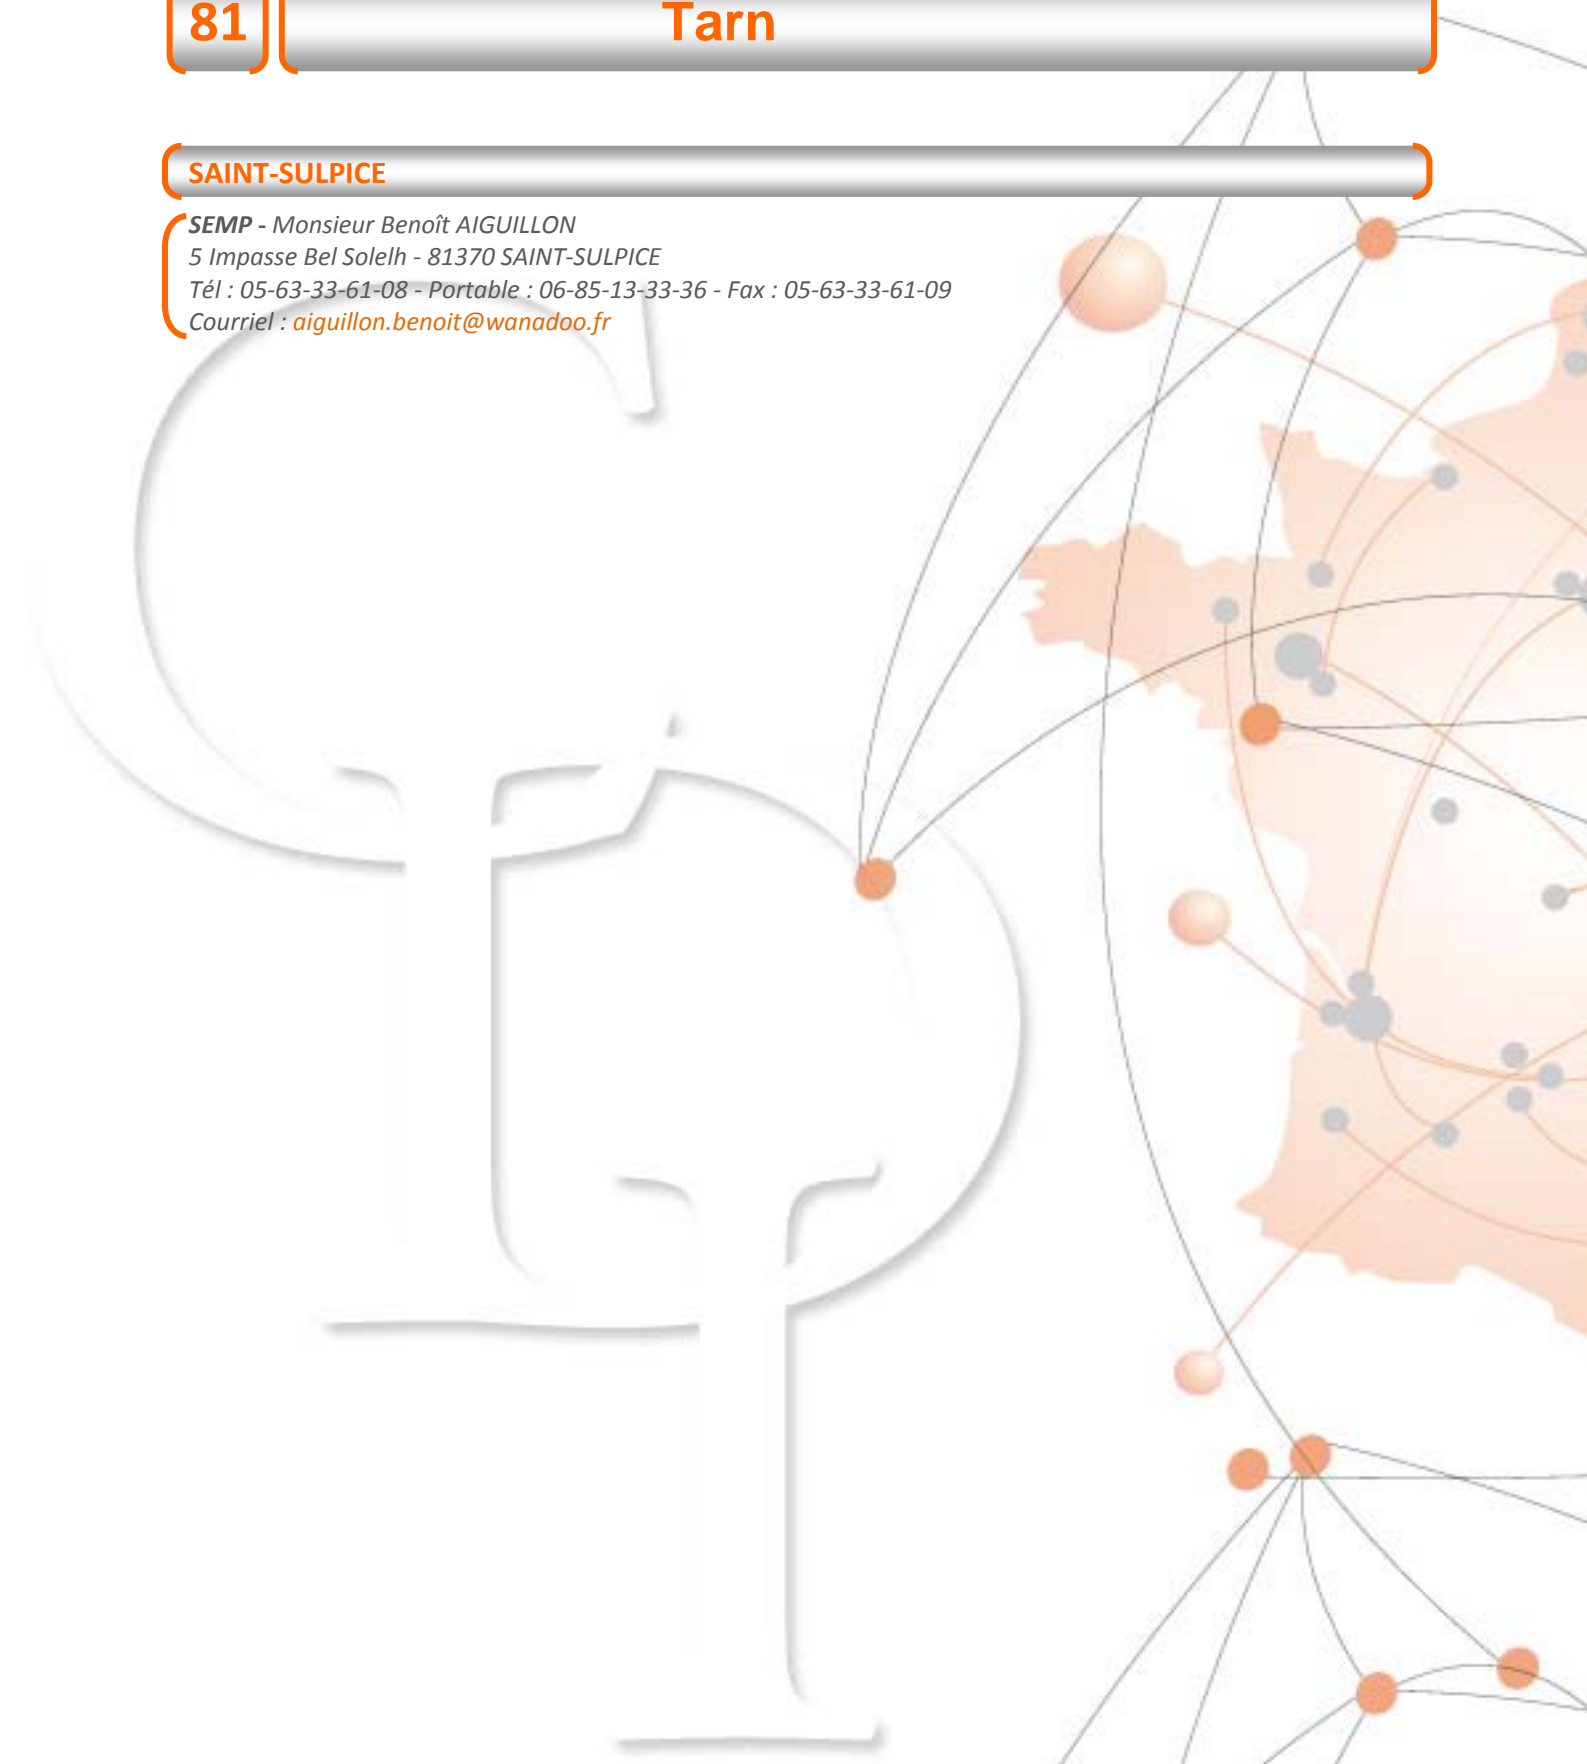 81 Tarn
SAINT-SULPICE
SEMP - Monsieur Benoît AIGUILLON
5 Impasse Bel Solelh - 81370 SAINT-SULPICE
Tél : 05-63-33-61-08 - Portable : 06-85-13-33-36 - Fax : 05-63-33-61-09
Courriel : aiguillon.benoit@wanadoo.fr